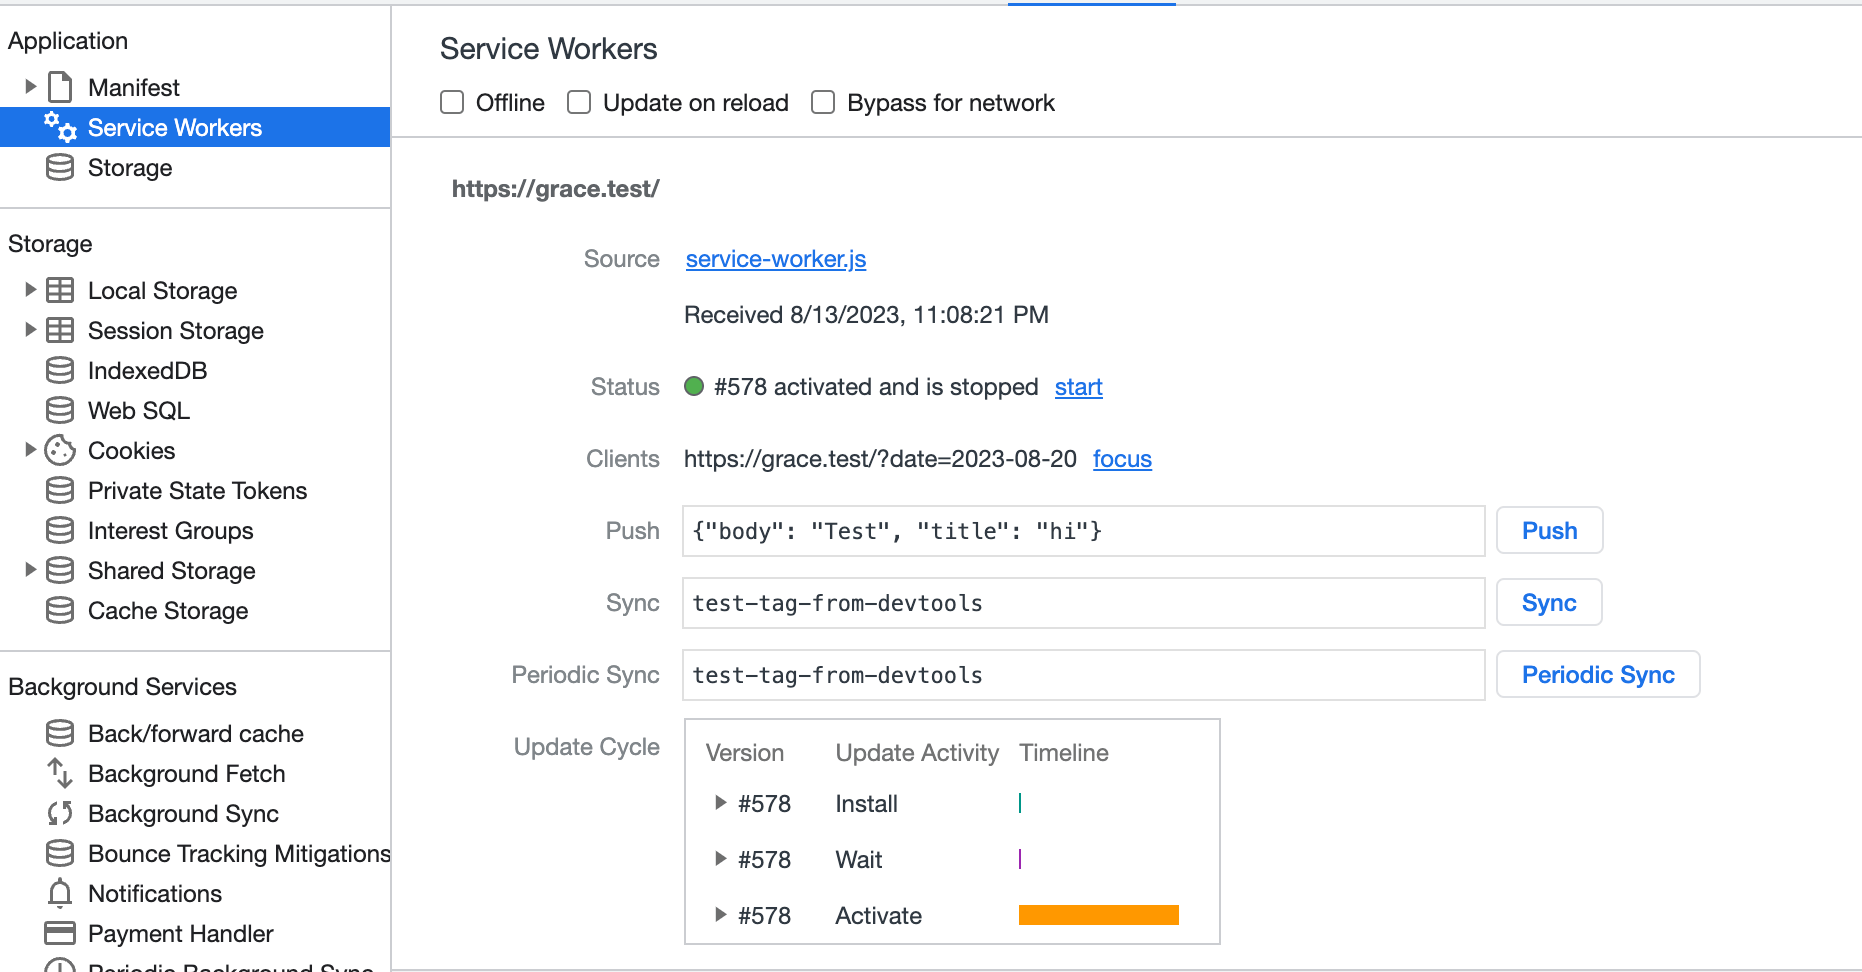 Application
Manifest
Service Workers
Storage
Storage
Local Storage
Session Storage
IndexedDB
Web SQL
Cookies
Private State Tokens
Interest Groups
Shared Storage
Cache Storage
Background Services
Back/forward cache
Background Fetch
Background Sync
Bounce Tracking Mitigations
Notifications
Payment Handler
Periodic Background Sync
Service Workers
Offline Update on reload Bypass for network
https://grace.test/
Source service-worker.js
Received 8/13/2023, 11:08:21 PM
Status #578 activated and is stopped start
Clients https://grace.test/?date=2023-08-20 focus
Push {"body": "Test", "title": "hi"} Push
Sync test-tag-from-devtools Sync
Periodic Sync test-tag-from-devtools Periodic Sync
Update Cycle Version Update Activity Timeline
#578 Install
#578 Wait
#578 Activate